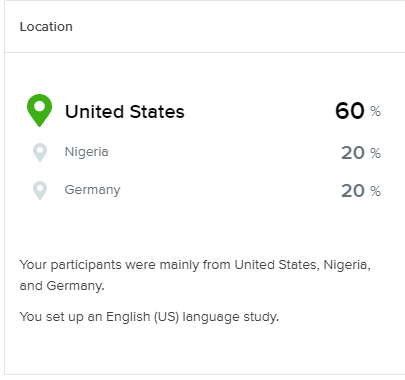 Location
United States 60 %
Nigeria 20 %
Germany 20 %
Your participants were mainly from United States, Nigeria,
and Germany.
You set up an English (US) language study.